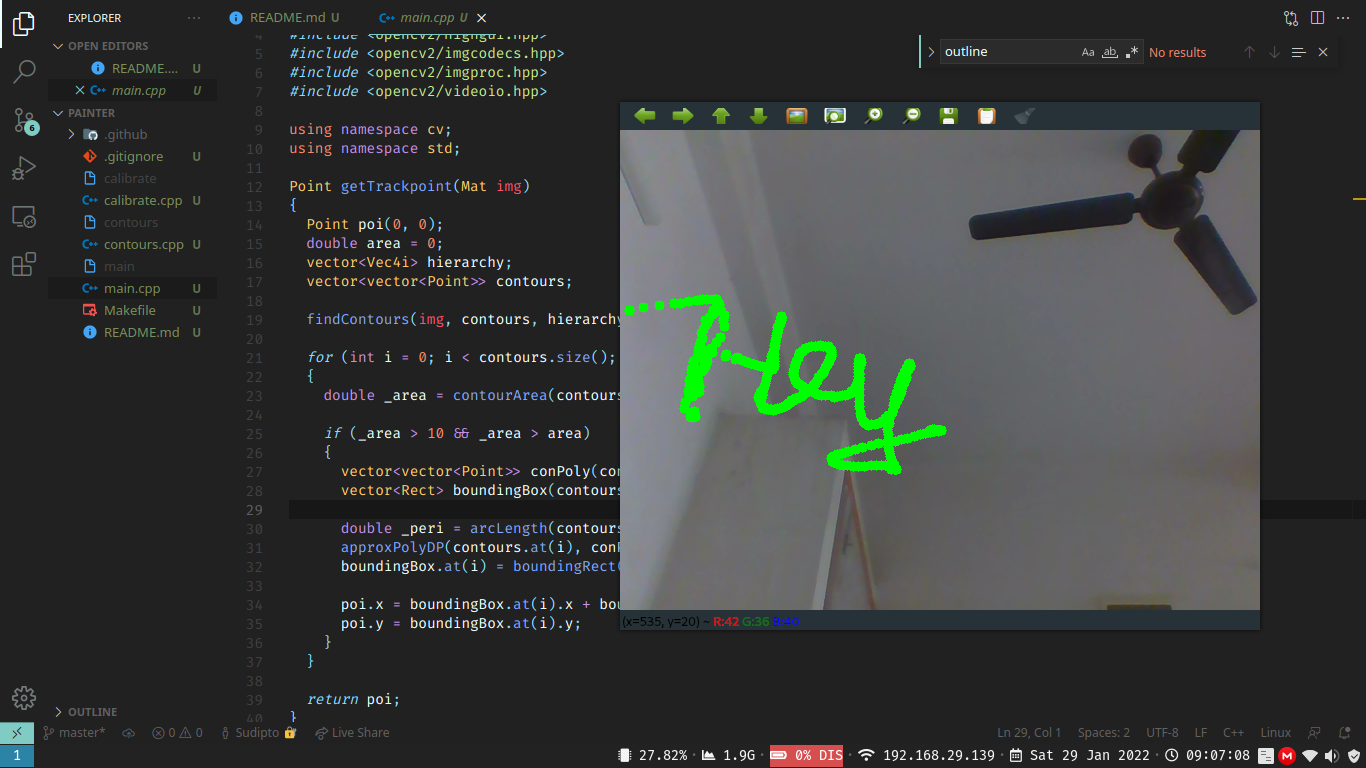 EXPLORER
README.md U
main.cpp U
OPEN EDITORS
README.... U
main.cpp U
PAINTER
.github
.gitignore U
calibrate
calibrate.cpp U
contours
contours.cpp U
main
main.cpp U
Makefile
README.md U
OUTLINE
6
outline
Aa ab
No results
5 #include <opencv2/imgcodecs.hpp>
6 #include <opencv2/imgproc.hpp>
7 #include <opencv2/videoio.hpp>
8
9 using namespace cv;
10 using namespace std;
11
12 Point getTrackpoint(Mat img)
13 {
14 Point poi(0, 0);
15 double area = 0;
16 vector<Vec4i> hierarchy;
17 vector<vector<Point>> contours;
18
19 findContours(img, contours, hierarchy
20
21 for (int i = 0; i < contours.size();
22 {
23 double _area = contourArea(contours
24
25 if (_area > 10 && _area > area)
26 {
27 vector<vector<Point>> conPoly(con
28 vector<Rect> boundingBox(contours
29
30 double _peri = arcLength(contours
31 approxPolyDP(contours.at(i), conP
32 boundingBox.at(i) = boundingRect(
33
34 poi.x = boundingBox.at(i).x + bou
35 poi.y = boundingBox.at(i).y;
36 }
37 }
38
39 return poi;
40 }
Hey
(x=535, y=20) ~ R:42 G:36 B:40
master* 0 0 Sudipto Live Share
Ln 29, Col 1 Spaces: 2 UTF-8 LF C++ Linux
1
27.82% · 1.9G · 0% DIS · 192.168.29.139 · Sat 29 Jan 2022 · 09:07:08